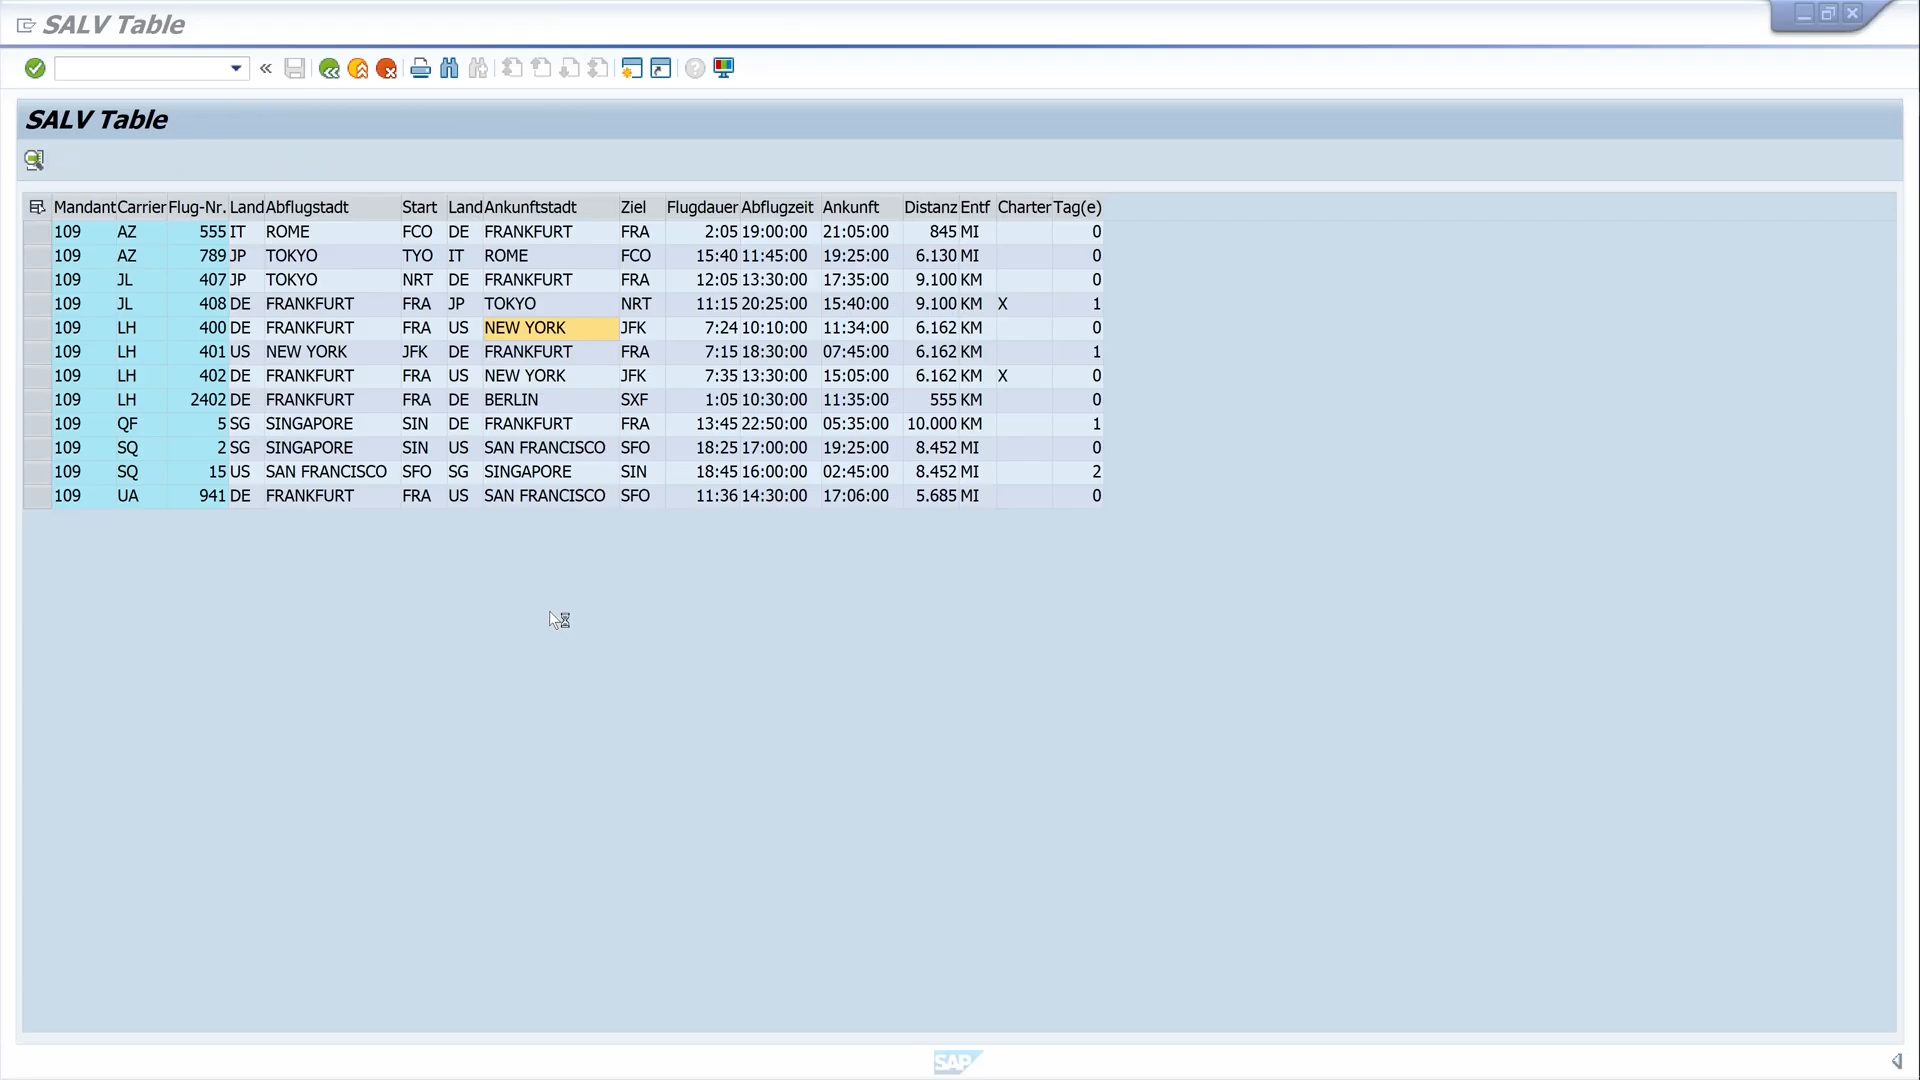 SALV Table
SALV Table
Mandant Carrier Flug-Nr. Land Abflugstadt Start Land Ankunftstadt Ziel Flugdauer Abflugzeit Ankunft Distanz Entf Charter Tag(e)
109 AZ 555 IT ROME FCO DE FRANKFURT FRA 2:05 19:00:00 21:05:00 845 MI 0
109 AZ 789 JP TOKYO TYO IT ROME FCO 15:40 11:45:00 19:25:00 6.130 MI 0
109 JL 407 JP TOKYO NRT DE FRANKFURT FRA 12:05 13:30:00 17:35:00 9.100 KM 0
109 JL 408 DE FRANKFURT FRA JP TOKYO NRT 11:15 20:25:00 15:40:00 9.100 KM X 1
109 LH 400 DE FRANKFURT FRA US NEW YORK JFK 7:24 10:10:00 11:34:00 6.162 KM 0
109 LH 401 US NEW YORK JFK DE FRANKFURT FRA 7:15 18:30:00 07:45:00 6.162 KM 1
109 LH 402 DE FRANKFURT FRA US NEW YORK JFK 7:35 13:30:00 15:05:00 6.162 KM X 0
109 LH 2402 DE FRANKFURT FRA DE BERLIN SXF 1:05 10:30:00 11:35:00 555 KM 0
109 QF 5 SG SINGAPORE SIN DE FRANKFURT FRA 13:45 22:50:00 05:35:00 10.000 KM 1
109 SQ 2 SG SINGAPORE SIN US SAN FRANCISCO SFO 18:25 17:00:00 19:25:00 8.452 MI 0
109 SQ 15 US SAN FRANCISCO SFO SG SINGAPORE SIN 18:45 16:00:00 02:45:00 8.452 MI 2
109 UA 941 DE FRANKFURT FRA US SAN FRANCISCO SFO 11:36 14:30:00 17:06:00 5.685 MI 0
SAP